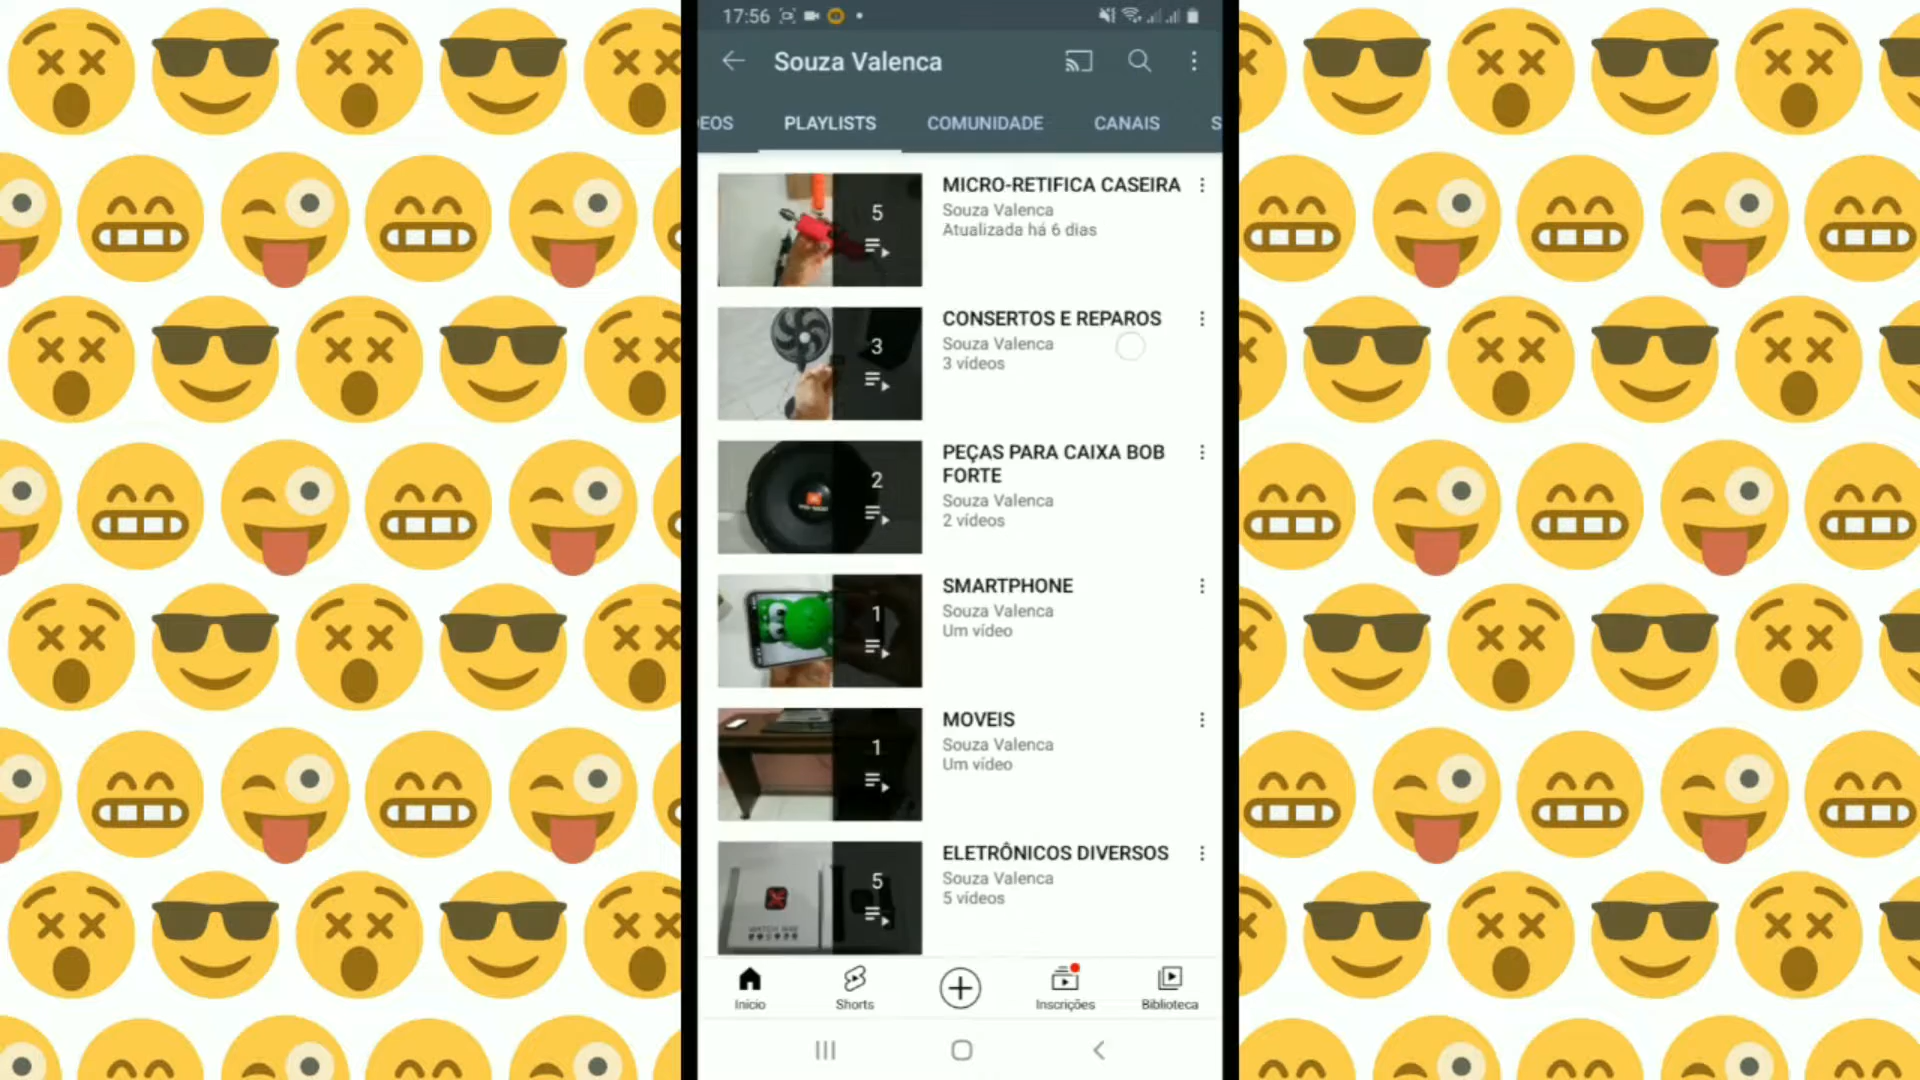 17:56
Souza Valenca
EOS
PLAYLISTS
COMUNIDADE
CANAIS
S
5
MICRO-RETIFICA CASEIRA
Souza Valenca
Atualizada há 6 dias
3
CONSERTOS E REPAROS
Souza Valenca
3 vídeos
2
PEÇAS PARA CAIXA BOB
FORTE
Souza Valenca
2 vídeos
1
SMARTPHONE
Souza Valenca
Um vídeo
1
MOVEIS
Souza Valenca
Um vídeo
5
ELETRÔNICOS DIVERSOS
Souza Valenca
5 vídeos
WATCH
Inicio
Shorts
Inscrições
Biblioteca